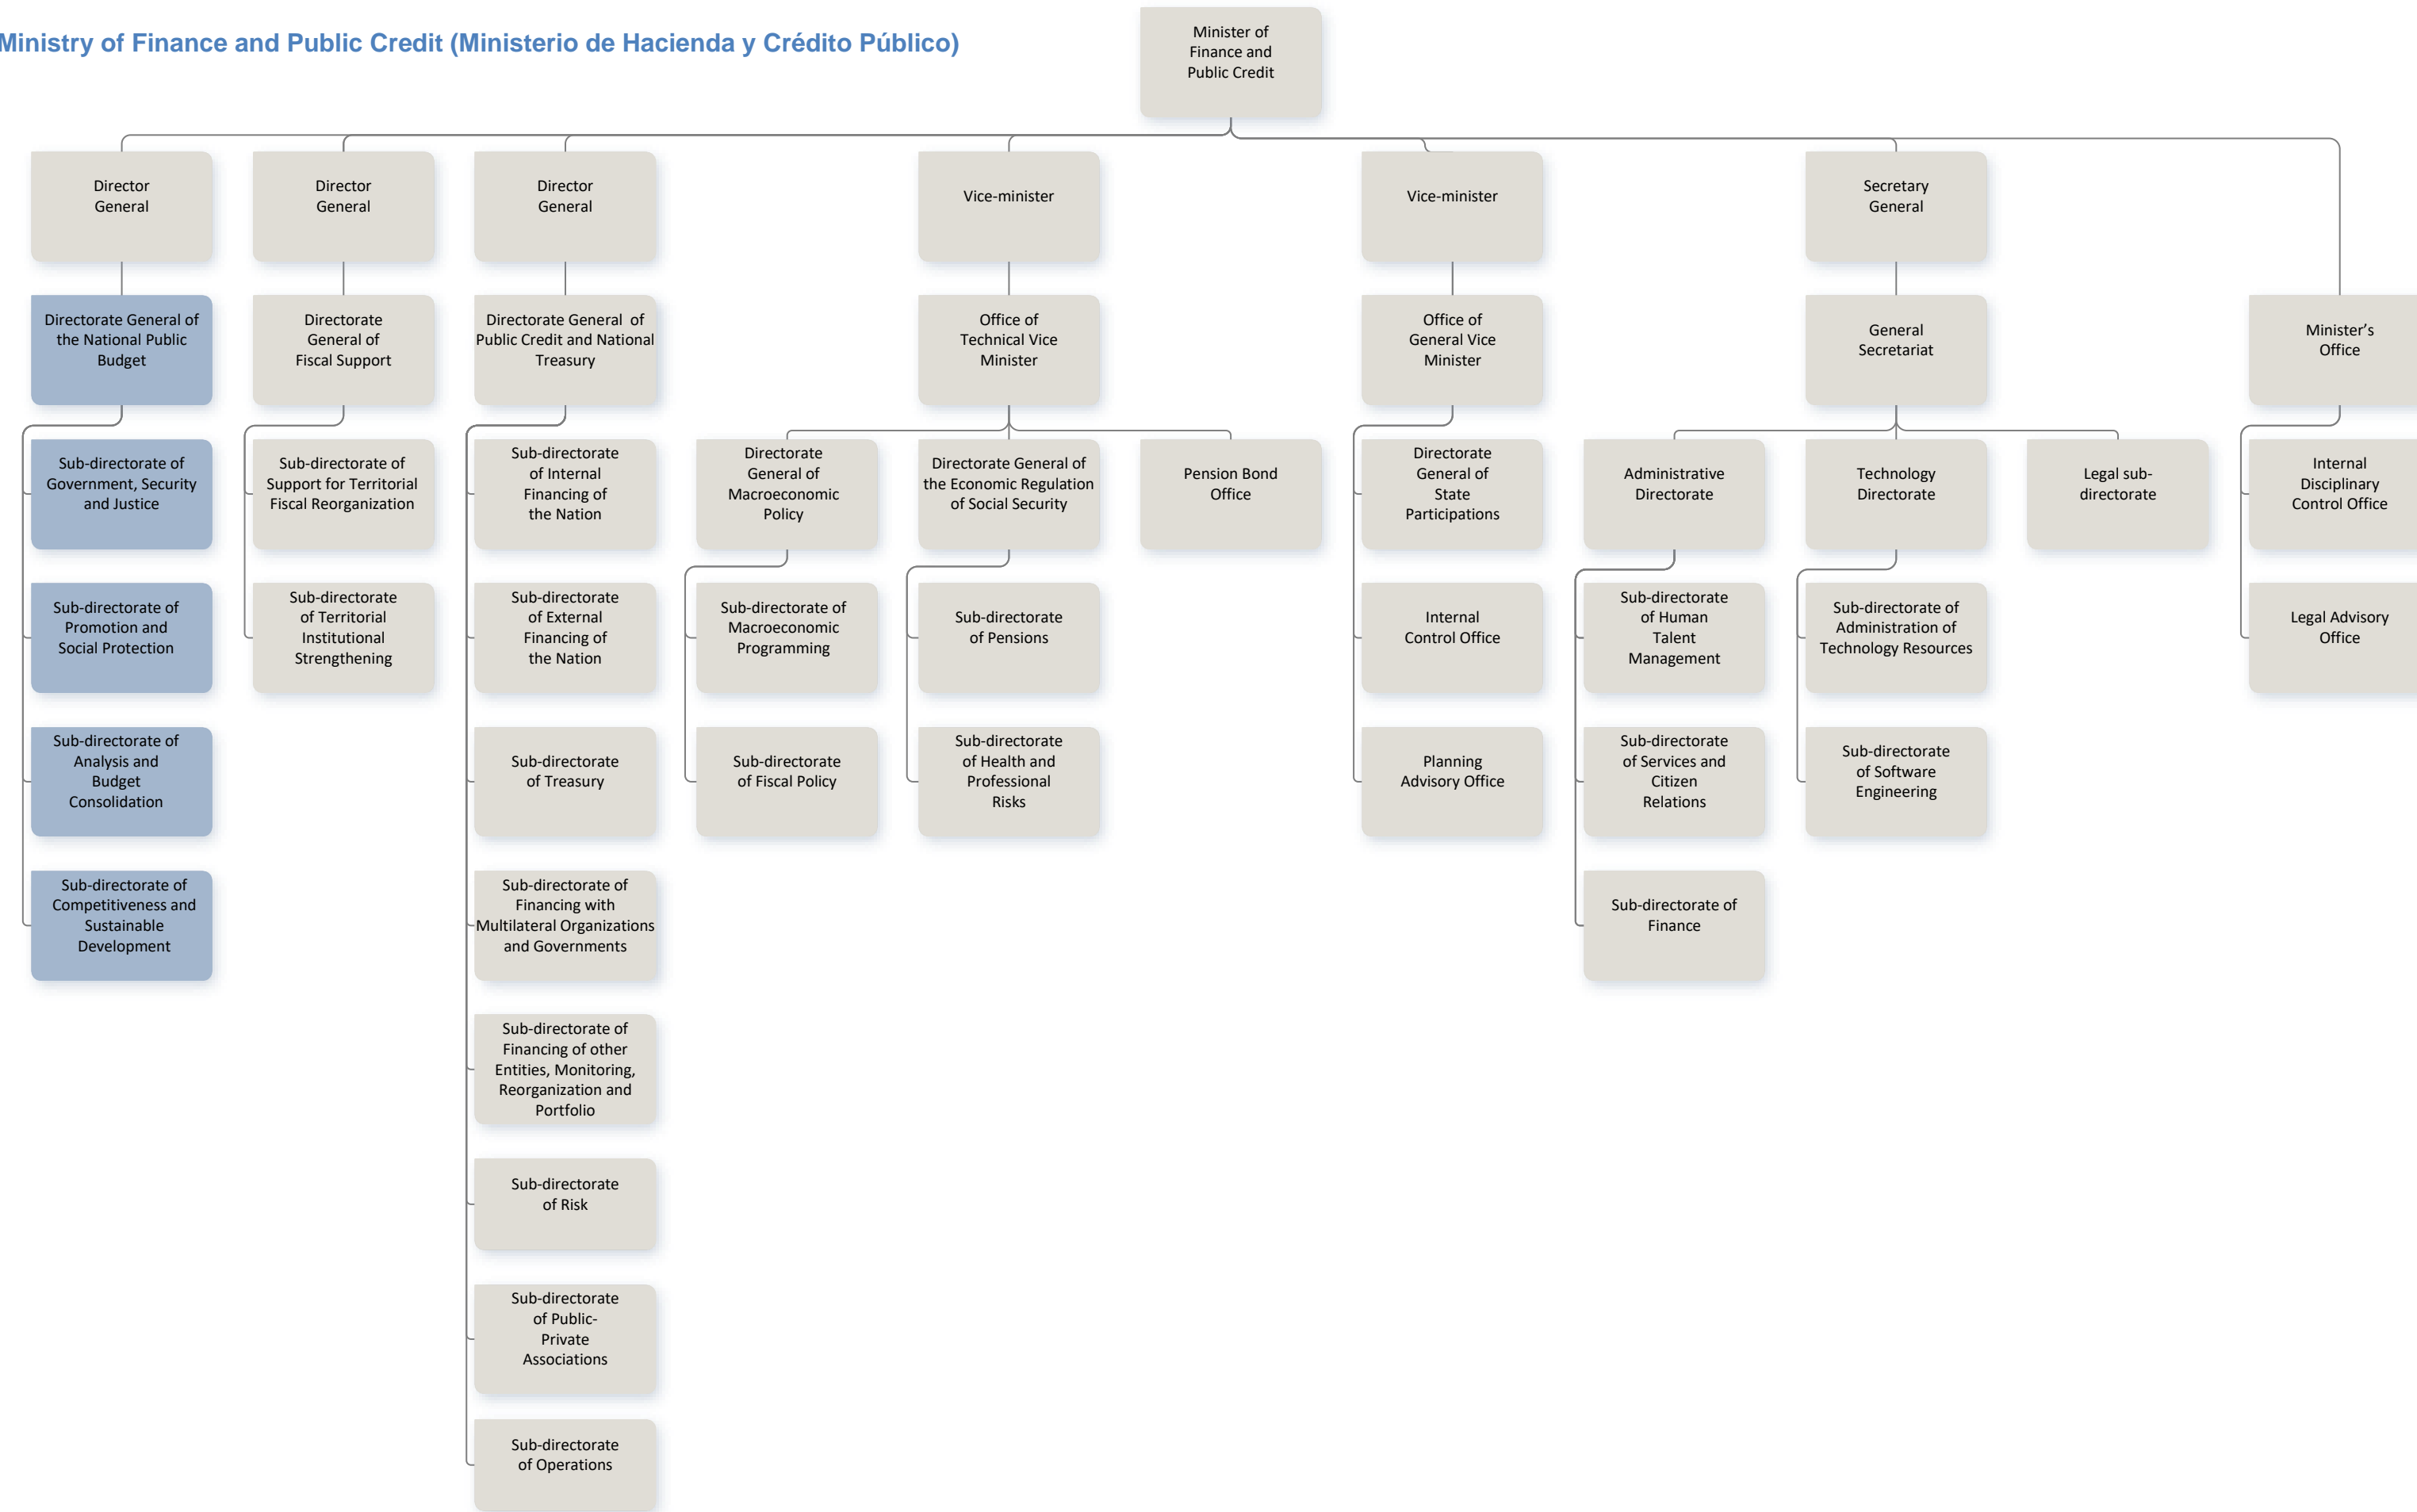 Ministry of Finance and Public Credit (Ministerio de Hacienda y Crédito Público)
Minister of
Finance and
Public Credit
Director
General
Director
General
Director
General
Vice-minister
Vice-minister
Secretary
General
Directorate General of
the National Public
Budget
Directorate
General of
Fiscal Support
Directorate General of
Public Credit and National
Treasury
Office of
Technical Vice
Minister
Office of
General Vice
Minister
General
Secretariat
Minister’s
Office
Sub-directorate of
Government, Security
and Justice
Sub-directorate of
Support for Territorial
Fiscal Reorganization
Sub-directorate
of Internal
Financing of
the Nation
Directorate
General of
Macroeconomic
Policy
Directorate General of
the Economic Regulation
of Social Security
Pension Bond
Office
Directorate
General of
State
Participations
Administrative
Directorate
Technology
Directorate
Legal sub-
directorate
Internal
Disciplinary
Control Office
Sub-directorate of
Promotion and
Social Protection
Sub-directorate
of Territorial
Institutional
Strengthening
Sub-directorate
of External
Financing of
the Nation
Sub-directorate of
Macroeconomic
Programming
Sub-directorate
of Pensions
Internal
Control Office
Sub-directorate
of Human
Talent
Management
Sub-directorate of
Administration of
Technology Resources
Legal Advisory
Office
Sub-directorate of
Analysis and
Budget
Consolidation
Sub-directorate
of Treasury
Sub-directorate
of Fiscal Policy
Sub-directorate
of Health and
Professional
Risks
Planning
Advisory Office
Sub-directorate
of Services and
Citizen
Relations
Sub-directorate
of Software
Engineering
Sub-directorate of
Competitiveness and
Sustainable
Development
Sub-directorate of
Financing with
Multilateral Organizations
and Governments
Sub-directorate of
Finance
Sub-directorate of
Financing of other
Entities, Monitoring,
Reorganization and
Portfolio
Sub-directorate
of Risk
Sub-directorate
of Public-
Private
Associations
Sub-directorate
of Operations